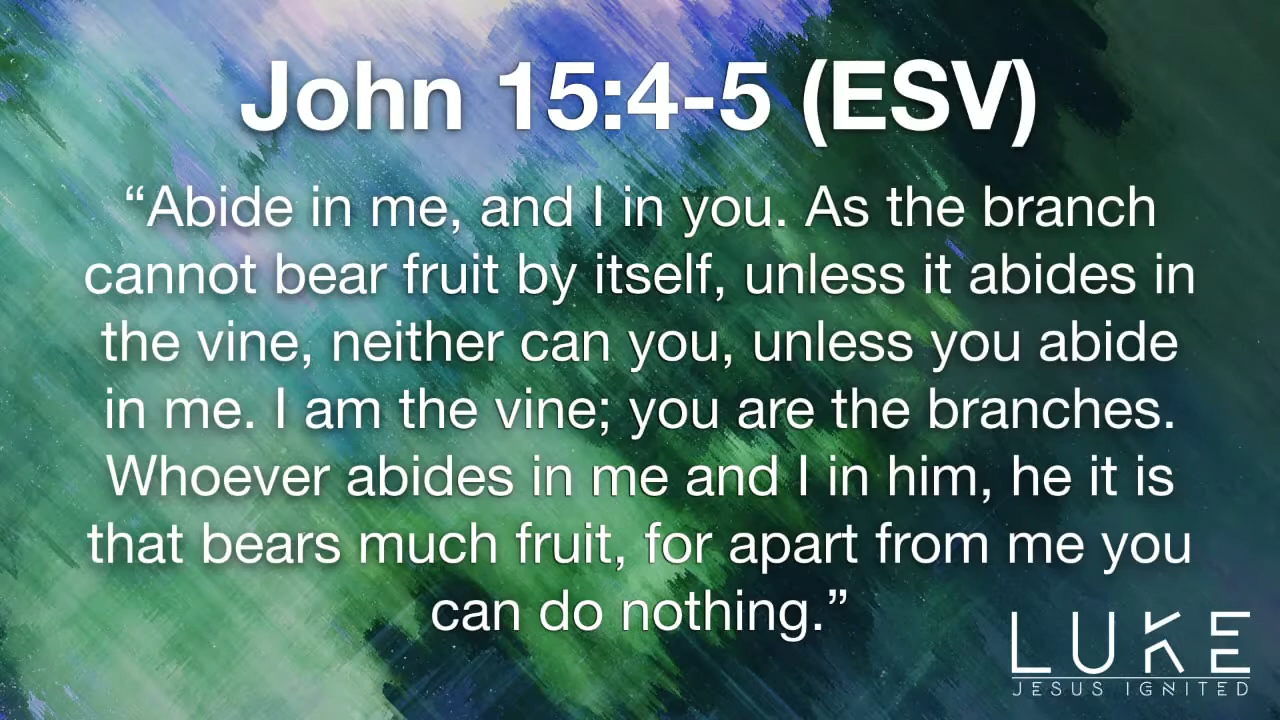 John 15:4-5 (ESV)
“Abide in me, and I in you. As the branch
cannot bear fruit by itself, unless it abides in
the vine, neither can you, unless you abide
in me. I am the vine; you are the branches.
Whoever abides in me and I in him, he it is
that bears much fruit, for apart from me you
can do nothing.”
LUKE
JESUS IGNITED